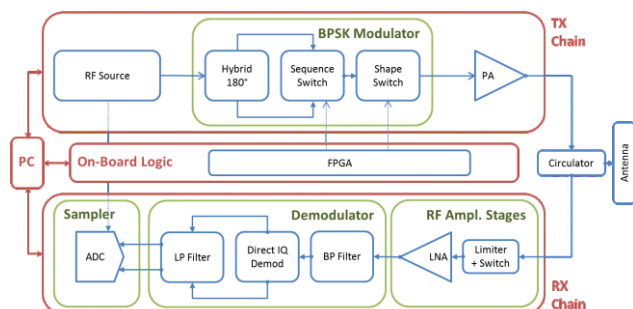 TX
Chain
BPSK Modulator
RF Source
Hybrid
180°
Sequence
Switch
Shape
Switch
PA
PC
On-Board Logic
FPGA
Circulator
Antenna
Sampler
Demodulator
RF Ampl. Stages
ADC
LP Filter
Direct IQ
Demod
BP Filter
LNA
Limiter
+ Switch
RX
Chain